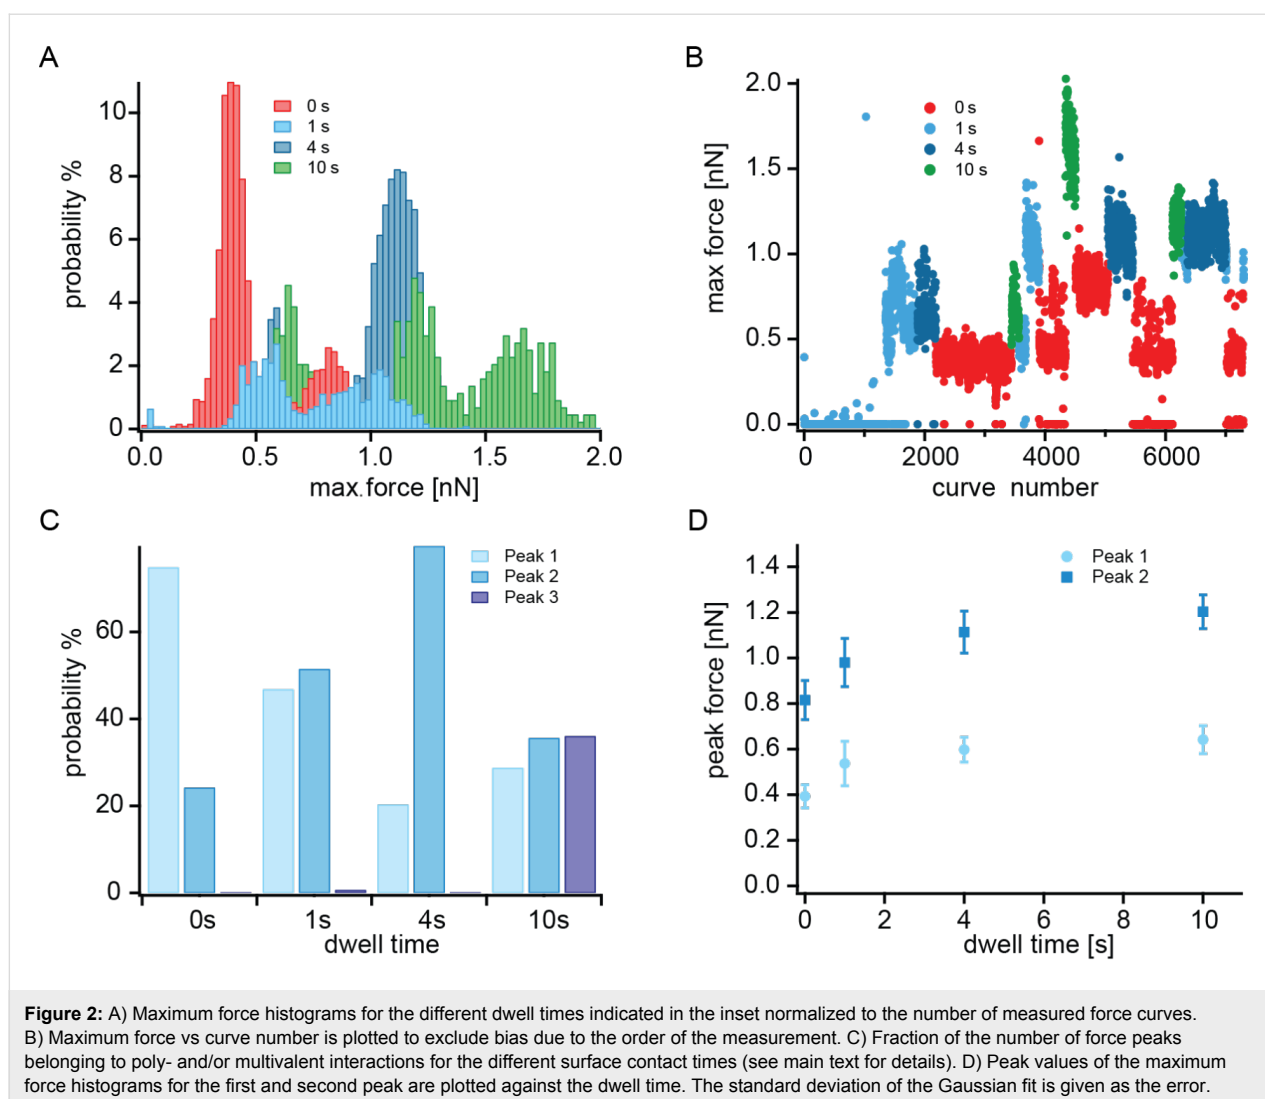 A
10
8
6
4
2
0
probability %
0 s
1 s
4 s
10 s
0.0 0.5 1.0 1.5 2.0
max.force [nN]
B
2.0
1.5
1.0
0.5
0.0
max force [nN]
0 s
1 s
4 s
10 s
0 2000 4000 6000
curve number
C
60
40
20
0
probability %
Peak 1
Peak 2
Peak 3
0s 1s 4s 10s
dwell time
D
1.4
1.2
1.0
0.8
0.6
0.4
0.2
0.0
peak force [nN]
Peak 1
Peak 2
0 2 4 6 8 10
dwell time [s]
Figure 2: A) Maximum force histograms for the different dwell times indicated in the inset normalized to the number of measured force curves.
B) Maximum force vs curve number is plotted to exclude bias due to the order of the measurement. C) Fraction of the number of force peaks
belonging to poly- and/or multivalent interactions for the different surface contact times (see main text for details). D) Peak values of the maximum
force histograms for the first and second peak are plotted against the dwell time. The standard deviation of the Gaussian fit is given as the error.